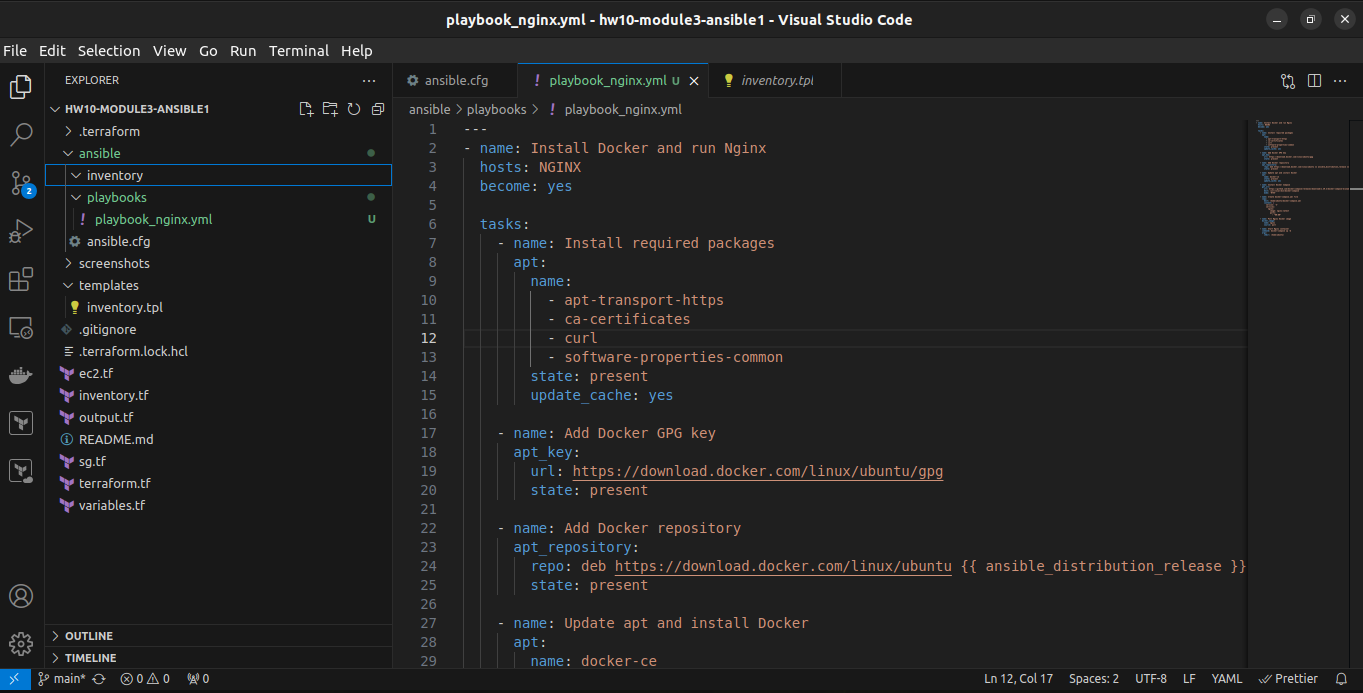 playbook_nginx.yml - hw10-module3-ansible1 - Visual Studio Code
File Edit Selection View Go Run Terminal Help
EXPLORER
HW10-MODULE3-ANSIBLE1
.terraform
ansible
inventory
playbooks
playbook_nginx.yml U
ansible.cfg
screenshots
templates
inventory.tpl
.gitignore
.terraform.lock.hcl
ec2.tf
inventory.tf
output.tf
README.md
sg.tf
terraform.tf
variables.tf
OUTLINE
TIMELINE
2
ansible.cfg playbook_nginx.yml U inventory.tpl
ansible > playbooks > playbook_nginx.yml
1 ---
2 - name: Install Docker and run Nginx
3 hosts: NGINX
4 become: yes
5
6 tasks:
7 - name: Install required packages
8 apt:
9 name:
10 - apt-transport-https
11 - ca-certificates
12 - curl
13 - software-properties-common
14 state: present
15 update_cache: yes
16
17 - name: Add Docker GPG key
18 apt_key:
19 url: https://download.docker.com/linux/ubuntu/gpg
20 state: present
21
22 - name: Add Docker repository
23 apt_repository:
24 repo: deb https://download.docker.com/linux/ubuntu {{ ansible_distribution_release }}
25 state: present
26
27 - name: Update apt and install Docker
28 apt:
29 name: docker-ce
main* 0 0 0 Ln 12, Col 17 Spaces: 2 UTF-8 LF YAML Prettier